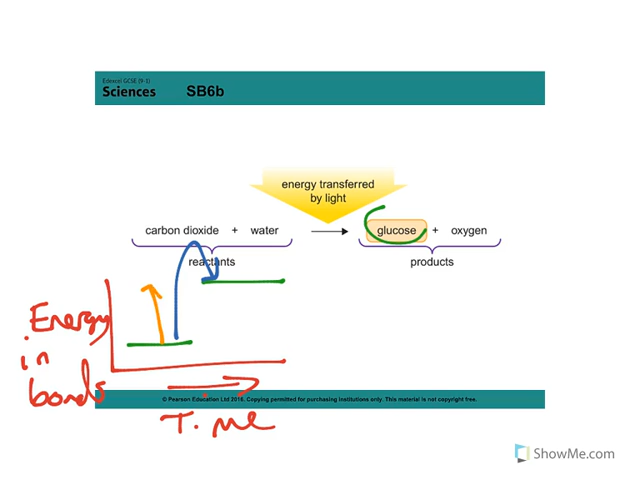 Edexcel GCSE (9-1)
Sciences SB6b
energy transferred
by light
carbon dioxide + water glucose + oxygen
reactants products
Energy
in
bonds
© Pearson Education Ltd 2016. Copying permitted for purchasing institutions only. This material is not copyright free.
Time
ShowMe.com